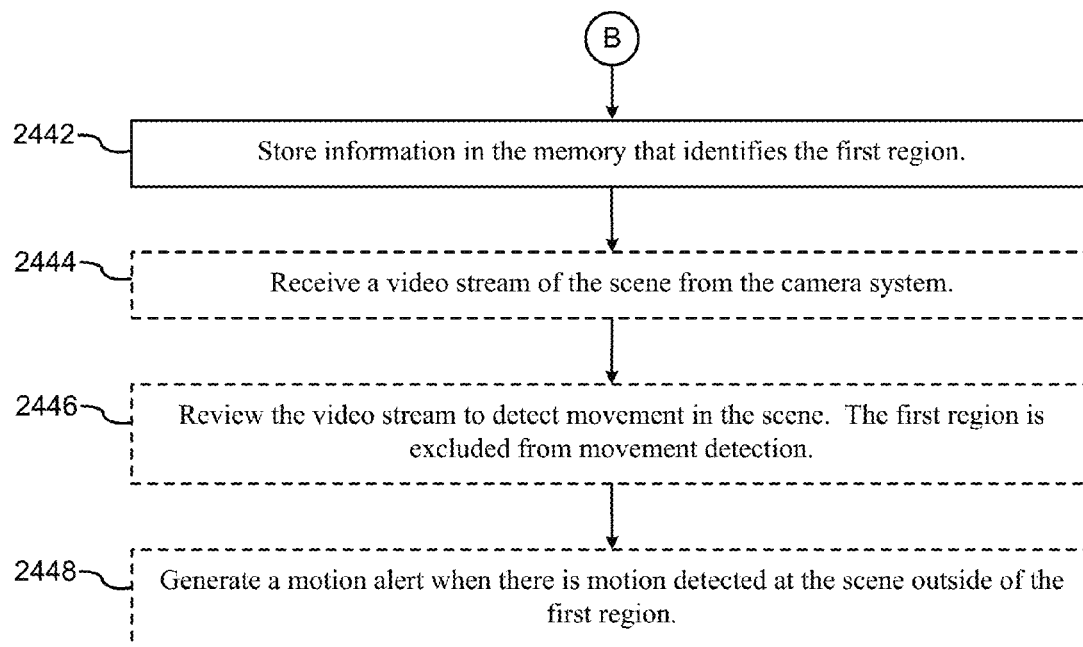 B
2442
Store information in the memory that identifies the first region.
2444
Receive a video stream of the scene from the camera system.
2446
Review the video stream to detect movement in the scene.  The first region is
excluded from movement detection.
2448
Generate a motion alert when there is motion detected at the scene outside of the
first region.